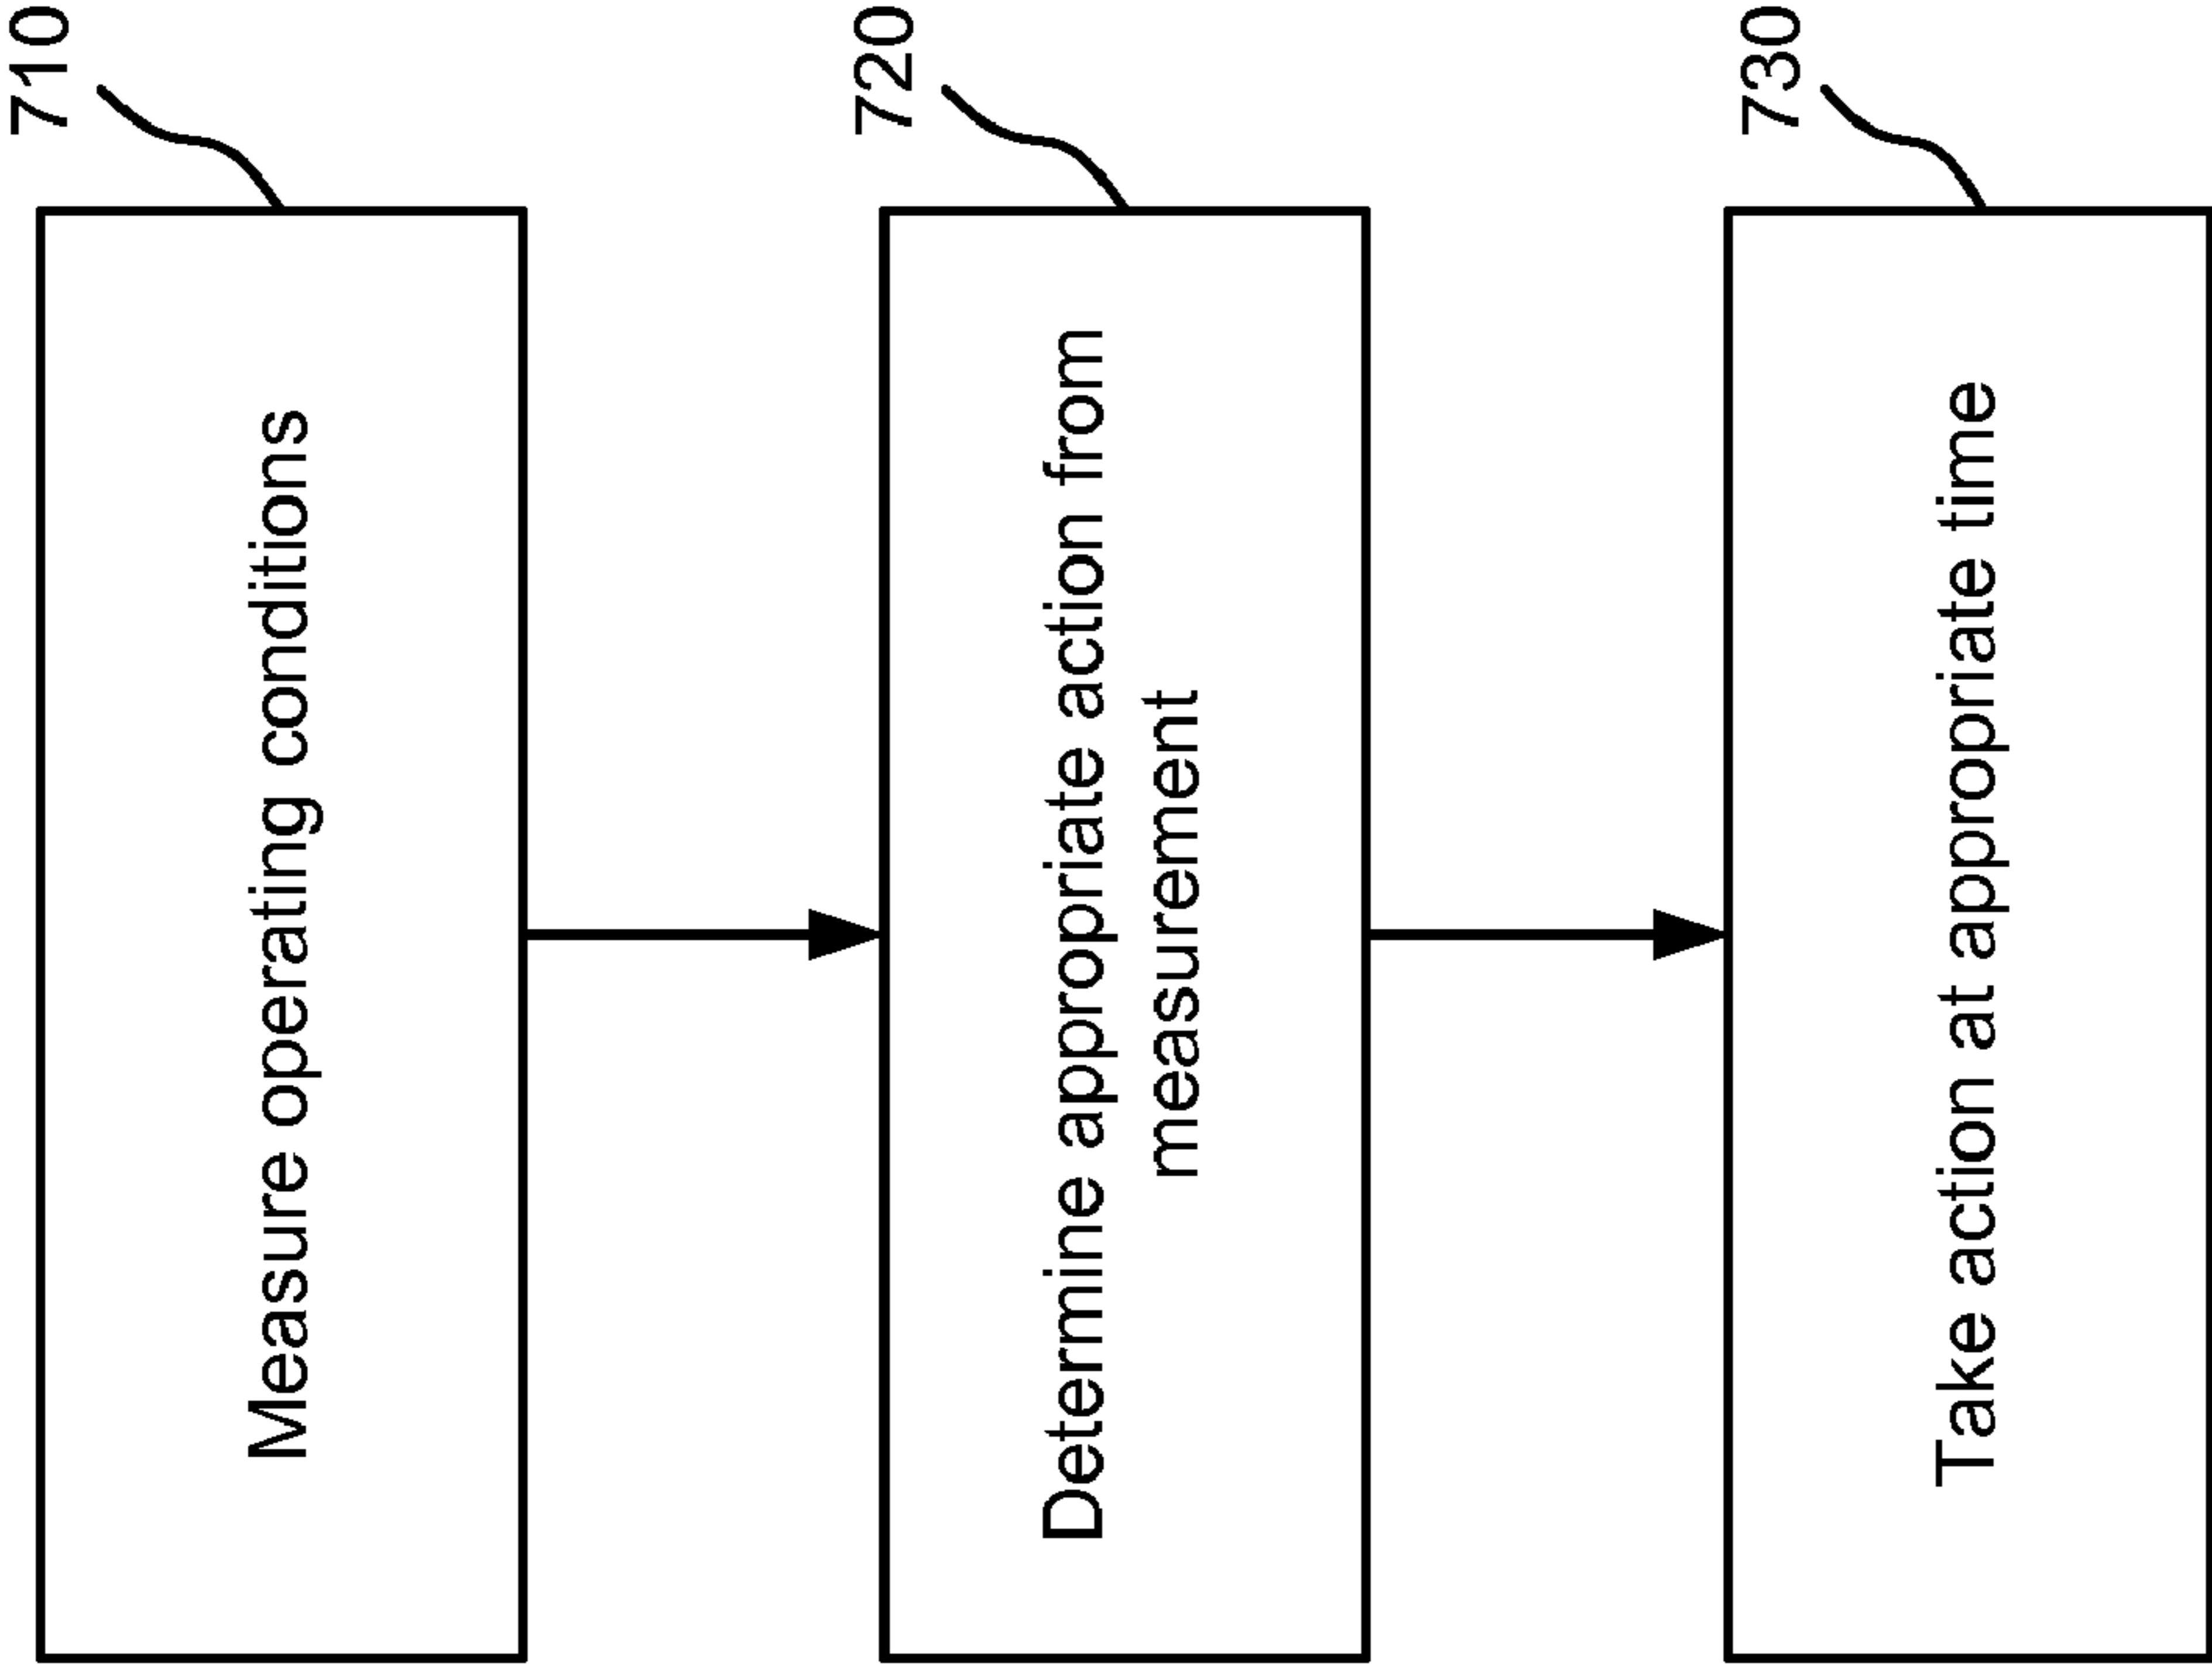 710
Measure operating conditions
720
Determine appropriate action from
measurement
730
Take action at appropriate time